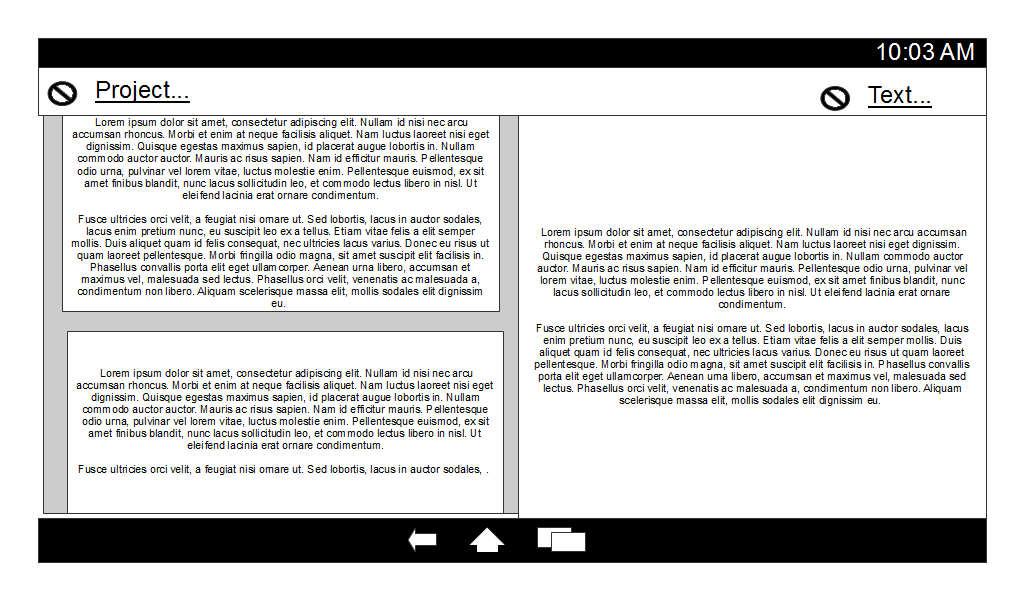 10:03 AM
Project...
Text...
Lorem ipsum dolor sit amet, consectetur adipiscing elit. Nullam id nisi nec arcu
accumsan rhoncus. Morbi et enim at neque facilisis aliquet. Nam luctus laoreet nisi eget
dignissim. Quisque egestas maximus sapien, id placerat augue lobortis in. Nullam
commodo auctor auctor. Mauris ac risus sapien. Nam id efficitur mauris. Pellentesque
odio urna, pulvinar vel lorem vitae, luctus molestie enim. Pellentesque euismod, ex sit
amet finibus blandit, nunc lacus sollicitudin leo, et commodo lectus libero in nisl. Ut
eleifend lacinia erat ornare condimentum.
Fusce ultricies orci velit, a feugiat nisi ornare ut. Sed lobortis, lacus in auctor sodales,
lacus enim pretium nunc, eu suscipit leo ex a tellus. Etiam vitae felis a elit semper
mollis. Duis aliquet quam id felis consequat, nec ultricies lacus varius. Donec eu risus ut
quam laoreet pellentesque. Morbi fringilla odio magna, sit amet suscipit elit facilisis in.
Phasellus convallis porta elit eget ullamcorper. Aenean urna libero, accumsan et
maximus vel, malesuada sed lectus. Phasellus orci velit, venenatis ac malesuada a,
condimentum non libero. Aliquam scelerisque massa elit, mollis sodales elit dignissim
eu.
Lorem ipsum dolor sit amet, consectetur adipiscing elit. Nullam id nisi nec arcu
accumsan rhoncus. Morbi et enim at neque facilisis aliquet. Nam luctus laoreet nisi eget
dignissim. Quisque egestas maximus sapien, id placerat augue lobortis in. Nullam
commodo auctor auctor. Mauris ac risus sapien. Nam id efficitur mauris. Pellentesque
odio urna, pulvinar vel lorem vitae, luctus molestie enim. Pellentesque euismod, ex sit
amet finibus blandit, nunc lacus sollicitudin leo, et commodo lectus libero in nisl. Ut
eleifend lacinia erat ornare condimentum.
Fusce ultricies orci velit, a feugiat nisi ornare ut. Sed lobortis, lacus in auctor sodales, .
Lorem ipsum dolor sit amet, consectetur adipiscing elit. Nullam id nisi nec arcu accumsan
rhoncus. Morbi et enim at neque facilisis aliquet. Nam luctus laoreet nisi eget dignissim.
Quisque egestas maximus sapien, id placerat augue lobortis in. Nullam commodo auctor
auctor. Mauris ac risus sapien. Nam id efficitur mauris. Pellentesque odio urna, pulvinar vel
lorem vitae, luctus molestie enim. Pellentesque euismod, ex sit amet finibus blandit, nunc
lacus sollicitudin leo, et commodo lectus libero in nisl. Ut eleifend lacinia erat ornare
condimentum.
Fusce ultricies orci velit, a feugiat nisi ornare ut. Sed lobortis, lacus in auctor sodales, lacus
enim pretium nunc, eu suscipit leo ex a tellus. Etiam vitae felis a elit semper mollis. Duis
aliquet quam id felis consequat, nec ultricies lacus varius. Donec eu risus ut quam laoreet
pellentesque. Morbi fringilla odio magna, sit amet suscipit elit facilisis in. Phasellus convallis
porta elit eget ullamcorper. Aenean urna libero, accumsan et maximus vel, malesuada sed
lectus. Phasellus orci velit, venenatis ac malesuada a, condimentum non libero. Aliquam
scelerisque massa elit, mollis sodales elit dignissim eu.